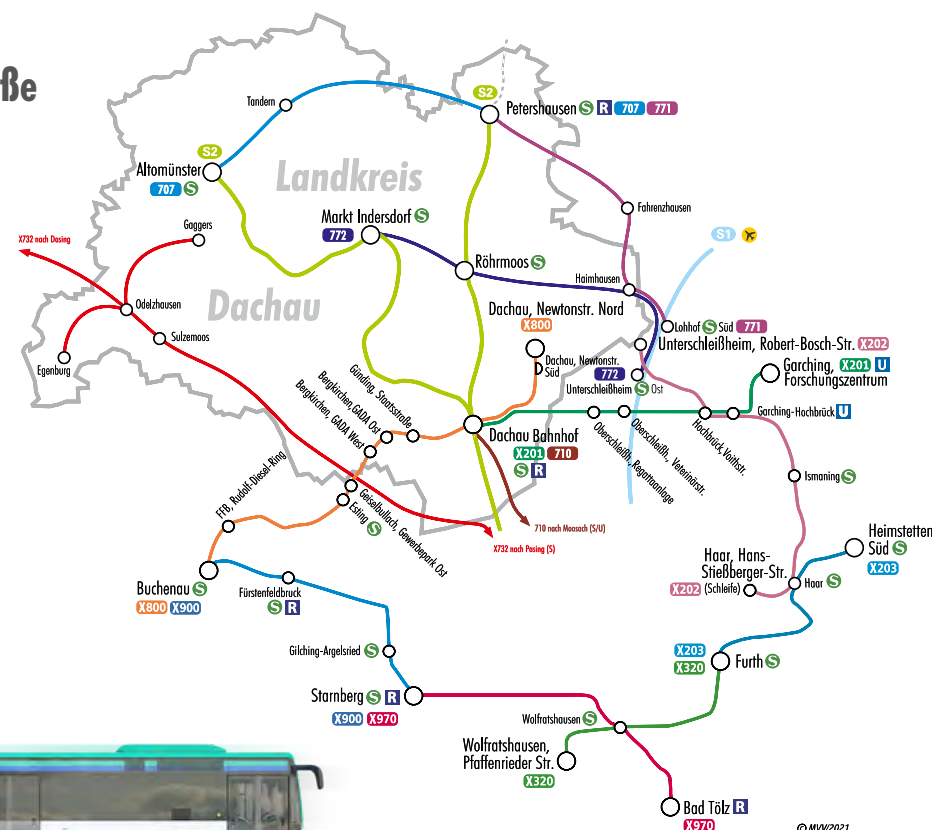 ße
Tandern
S2
Petershausen S R 707 771
S2
Altomünster
707 S
Landkreis
Fahrenzhausen
Gaggers
Markt Indersdorf S
772
X732 nach Dasing
S1
Röhrmoos S
Haimhausen
Odelzhausen
Dachau
Dachau, Newtonstr. Nord
X800
Lohhof S Süd 771
Sulzemoos
Unterschleißheim, Robert-Bosch-Str. X202
Egenburg
Dachau, Newtonstr.
Süd
772
Unterschleißheim S Ost
Garching, X201 U
Forschungszentrum
Günding, Staatsstraße
Bergkirchen, GADA Ost
Bergkirchen, GADA West
Garching-Hochbrück U
Dachau Bahnhof
X201 710
S R
Oberschleißh., Regattaanlage
Oberschleißh., Veterinärstr.
Hochbrück, Voithstr.
FFB, Rudolf-Diesel-Ring
Ismaning S
Geiselbullach, Gewerbepark Ost
Esting S
710 nach Moosach (S/U)
X732 nach Pasing (S)
Heimstetten
Süd S
X203
Haar, Hans-
Stießberger-Str.
X202 (Schleife)
Haar S
Buchenau S
X800 X900
Fürstenfeldbruck
S R
Gilching-Argelsried S
X203
X320
Furth S
Starnberg S R
X900 X970
Wolfratshausen S
Wolfratshausen,
Pfaffenrieder Str.
X320
Bad Tölz R
X970
© MVV/2021